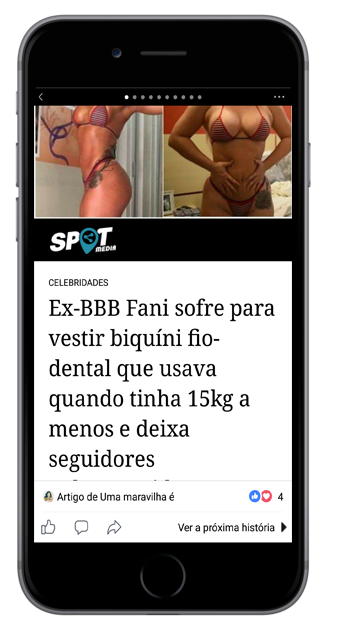 SPOT
MEDIA
CELEBRIDADES
Ex-BBB Fani sofre para
vestir biquíni fio-
dental que usava
quando tinha 15kg a
menos e deixa
seguidores
Artigo de Uma maravilha é
4
Ver a próxima história